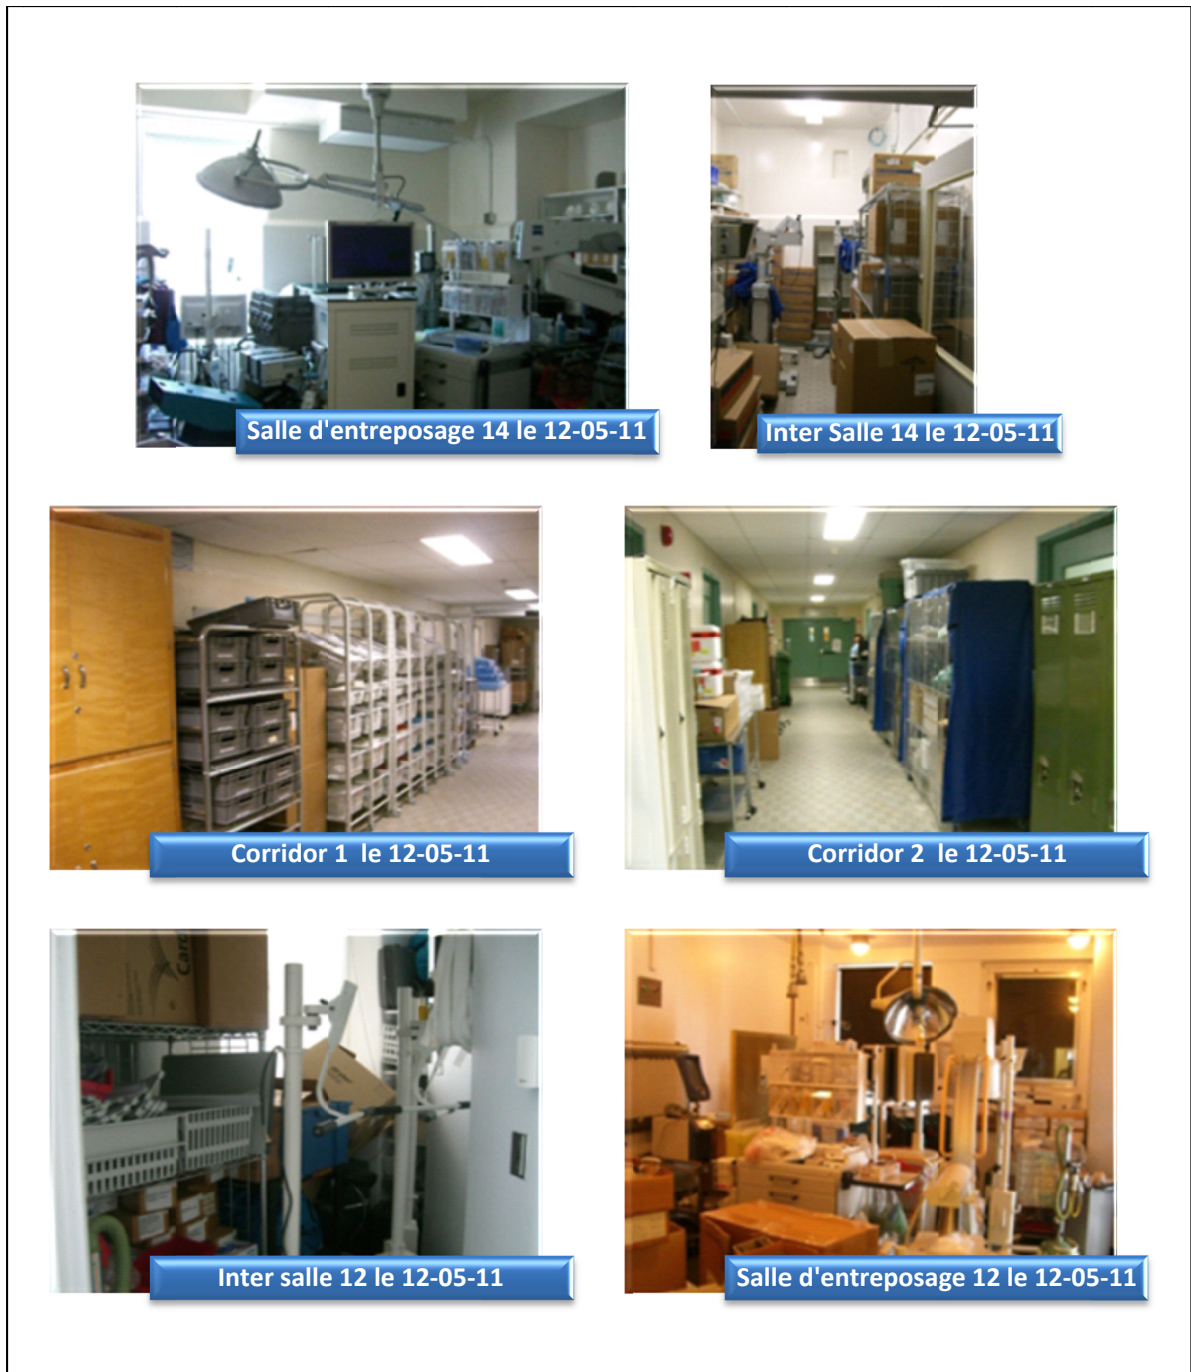 Salle d'entreposage 14 le 12-05-11
Inter Salle 14 le 12-05-11
Corridor 1 le 12-05-11
Corridor 2 le 12-05-11
Caro
Inter salle 12 le 12-05-11
Salle d'entreposage 12 le 12-05-11